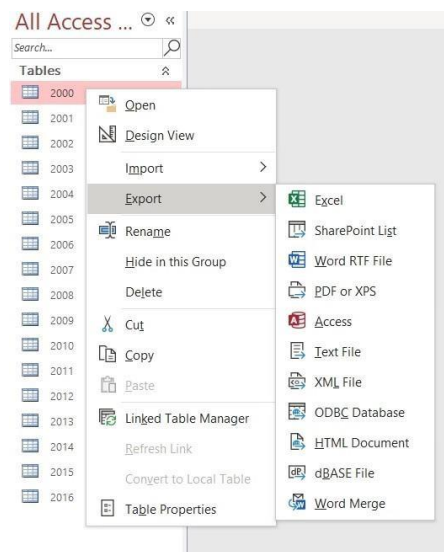 All Access ...
Search...
Tables
2000
2001
2002
2003
2004
2005
2006
2007
2008
2009
2010
2011
2012
2013
2014
2015
2016
Open
Design View
Import
Export
Rename
Hide in this Group
Delete
Cut
Copy
Paste
Linked Table Manager
Refresh Link
Convert to Local Table
Table Properties
Excel
SharePoint List
Word RTF File
PDF or XPS
Access
Text File
XML File
ODBC Database
HTML Document
dBASE File
Word Merge